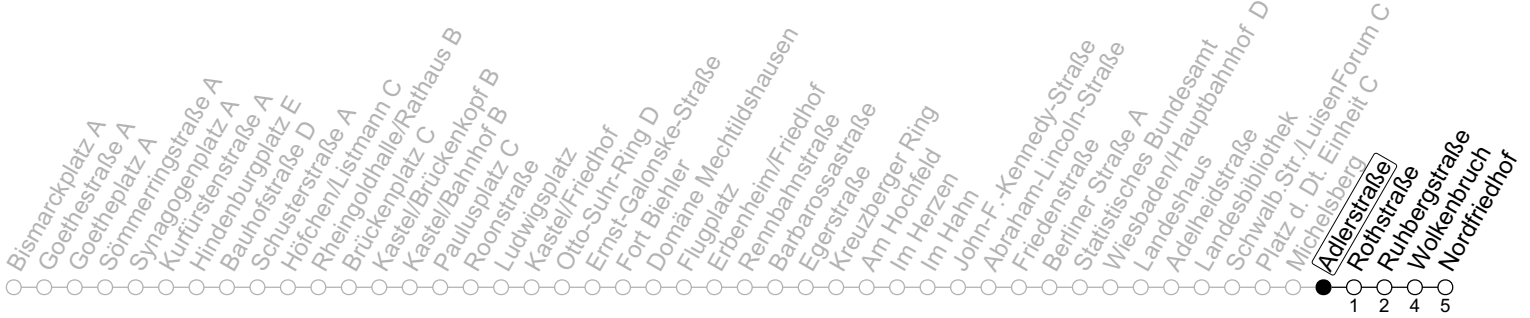 Bismarckplatz A
Goethestraße A
Goetheplatz A
Sömmerringstraße A
Synagogenplatz A
Kurfürstenstraße A
Hindenburgplatz E
Bauhofstraße D
Schusterstraße A
Höfchen/Listmann C
Rheingoldhalle/Rathaus B
Brückenplatz C
Kastel/Brückenkopf B
Kastel/Bahnhof B
Paulusplatz C
Roonstraße
Ludwigsplatz
Kastel/Friedhof
Otto-Suhr-Ring D
Ernst-Galonske-Straße
Fort Biehler
Domäne Mechtildshausen
Flugplatz
Erbenheim/Friedhof
Rennbahnstraße
Barbarossastraße
Egerstraße
Kreuzberger Ring
Am Hochfeld
Im Herzen
Im Hahn
John-F.-Kennedy-Straße
Abraham-Lincoln-Straße
Friedenstraße
Berliner Straße A
Statistisches Bundesamt
Wiesbaden/Hauptbahnhof D
Landeshaus
Adelheidstraße
Landesbibliothek
Schwalb.Str./LuisenForum C
Platz d. Dt. Einheit C
Michelsberg
Adlerstraße
Rothstraße
Ruhbergstraße
Wolkenbruch
Nordfriedhof
1 2 4 5